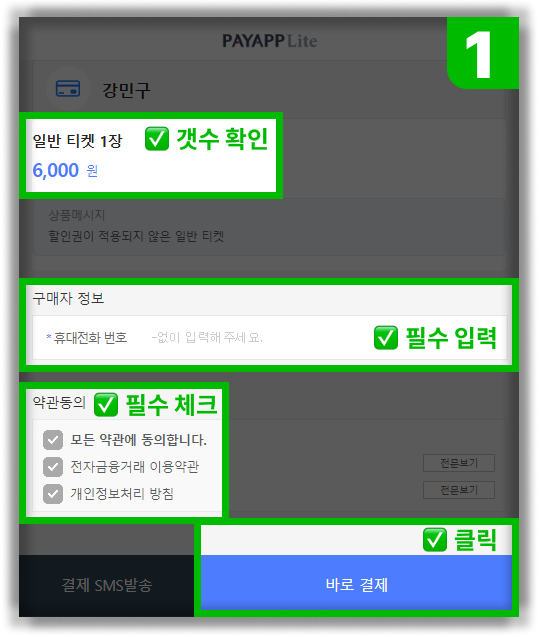 PAYAPP Lite
1
강민구
일반 티켓 1장 ✅ 갯수 확인
6,000 원
상품메시지
할인권이 적용되지 않은 일반 티켓
구매자 정보
* 휴대전화 번호 -없이 입력해주세요. ✅ 필수 입력
약관동의 ✅ 필수 체크
모든 약관에 동의합니다.
전자금융거래 이용약관 전문보기
개인정보처리 방침 전문보기
✅ 클릭
결제 SMS발송 바로 결제